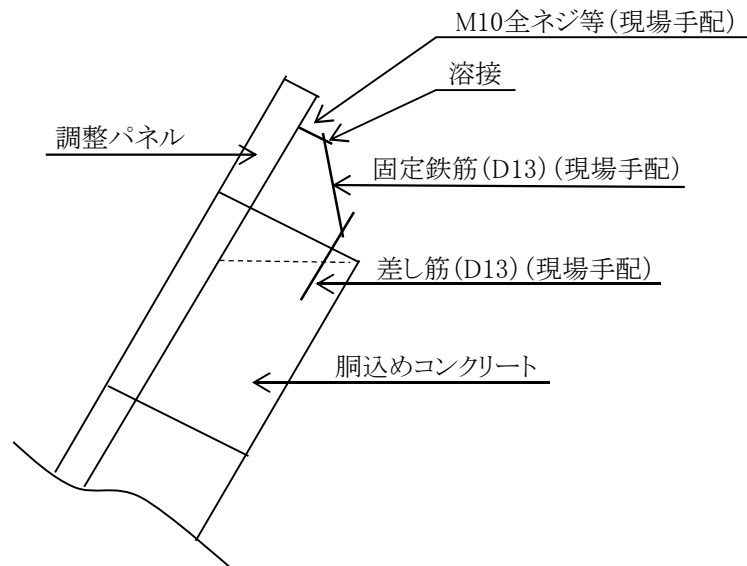 M10全ネジ等(現場手配)
溶接
調整パネル
固定鉄筋(D13)(現場手配)
差し筋(D13)(現場手配)
胴込めコンクリート